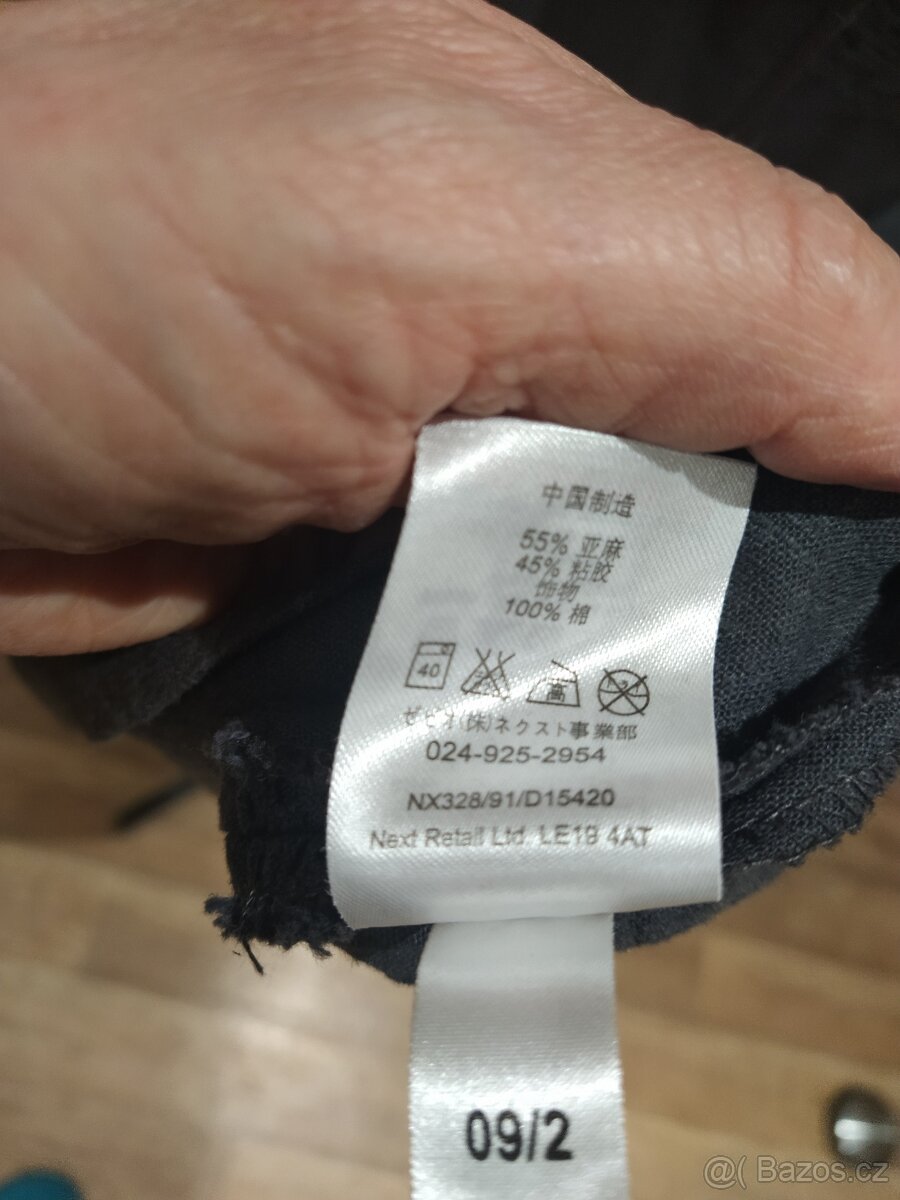 中国制造
55% 亚麻
45% 粘胶
饰物
100% 棉
40
高
ゼビオ(株)ネクスト事業部
024-925-2954
NX328/91/D15420
Next Retail Ltd LE19 4AT
09/2
@( Bazos.cz